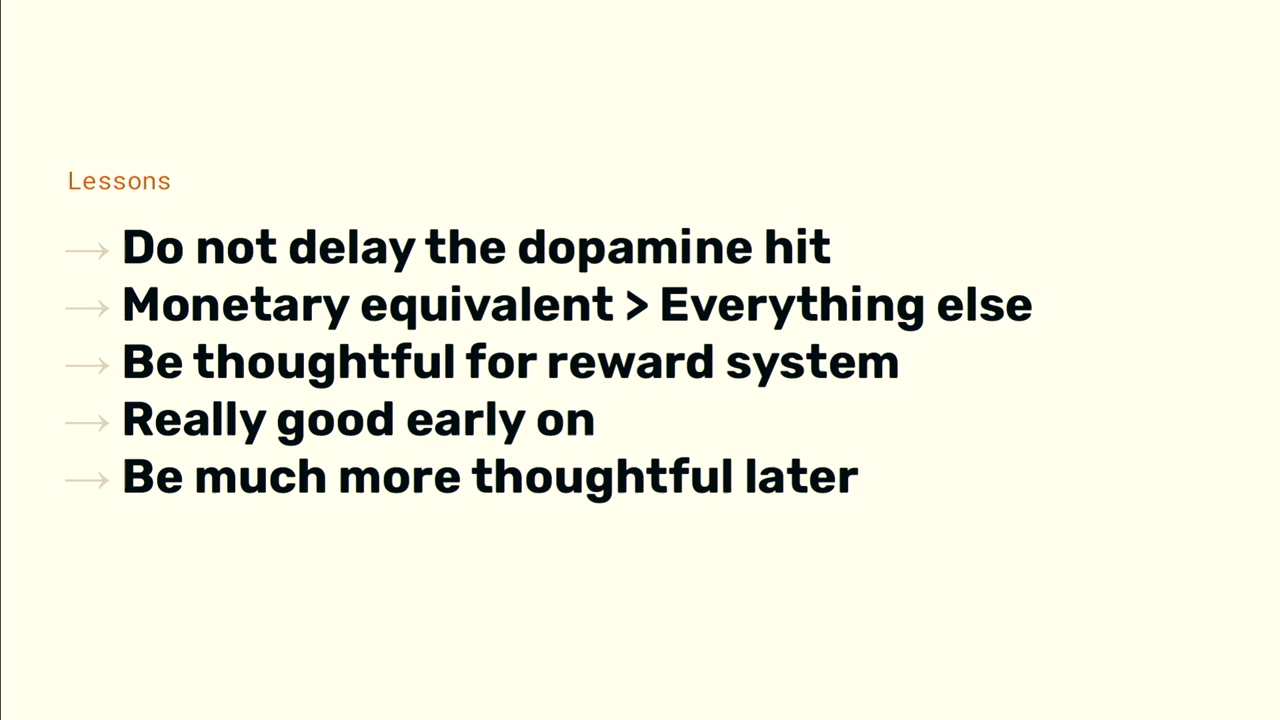 Lessons
→ Do not delay the dopamine hit
→ Monetary equivalent > Everything else
→ Be thoughtful for reward system
→ Really good early on
→ Be much more thoughtful later